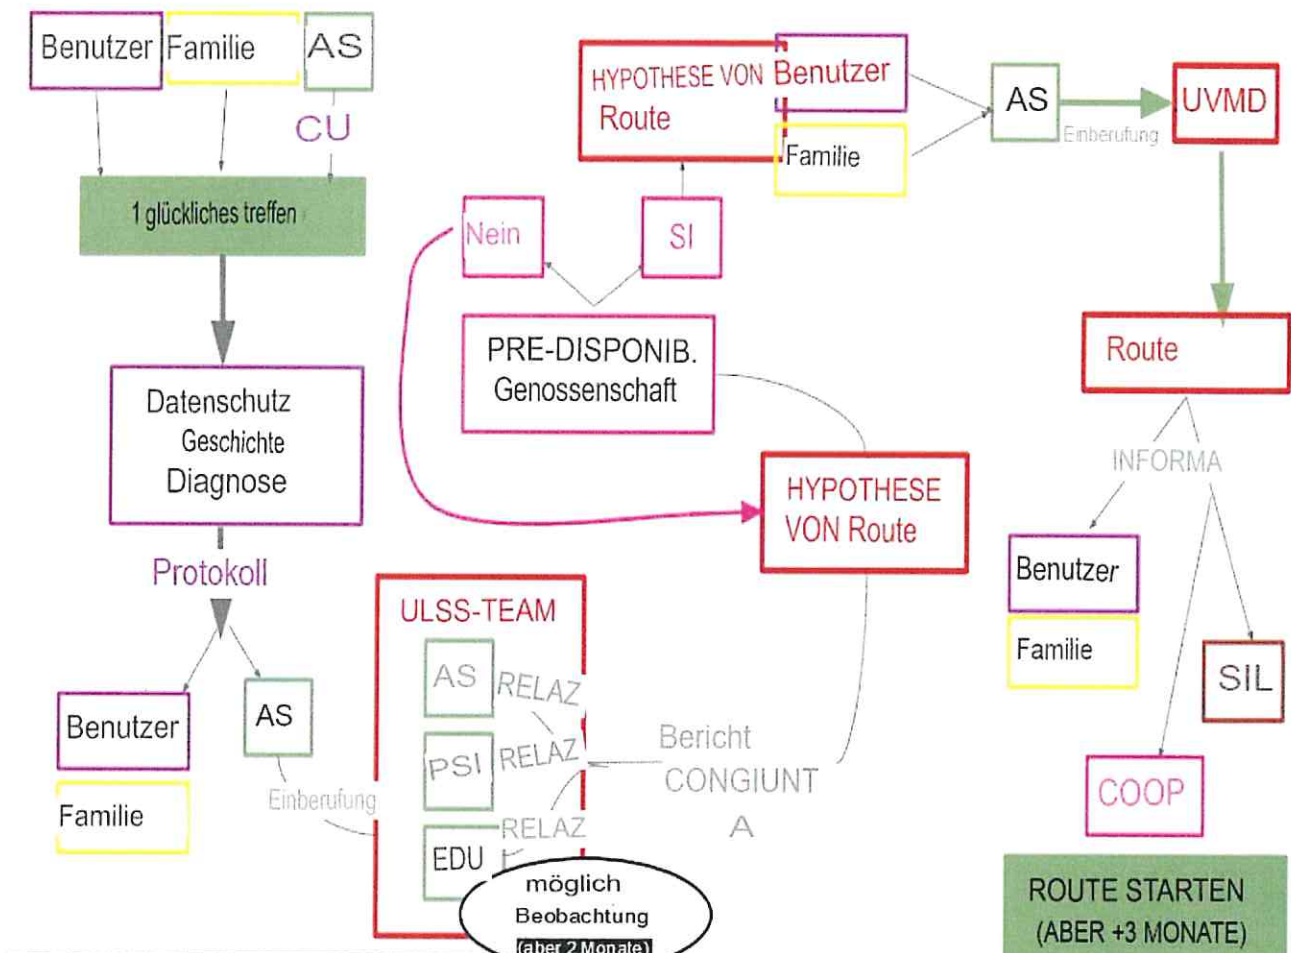 Benutzer
Familie
AS
CU
1 glückliches treffen
Datenschutz
Geschichte
Diagnose
Protokoll
Benutzer
Familie
AS
Einberufung
ULSS-TEAM
AS
RELAZ
PSI
RELAZ
EDU
RELAZ
möglich
Beobachtung
(aber 2 Monate)
Bericht
CONGIUNT
A
HYPOTHESE
VON Route
PRE-DISPONIB.
Genossenschaft
Nein
SI
HYPOTHESE VON
Route
Benutzer
Familie
AS
Einberufung
UVMD
Route
INFORMA
Benutzer
Familie
SIL
COOP
ROUTE STARTEN
(ABER +3 MONATE)